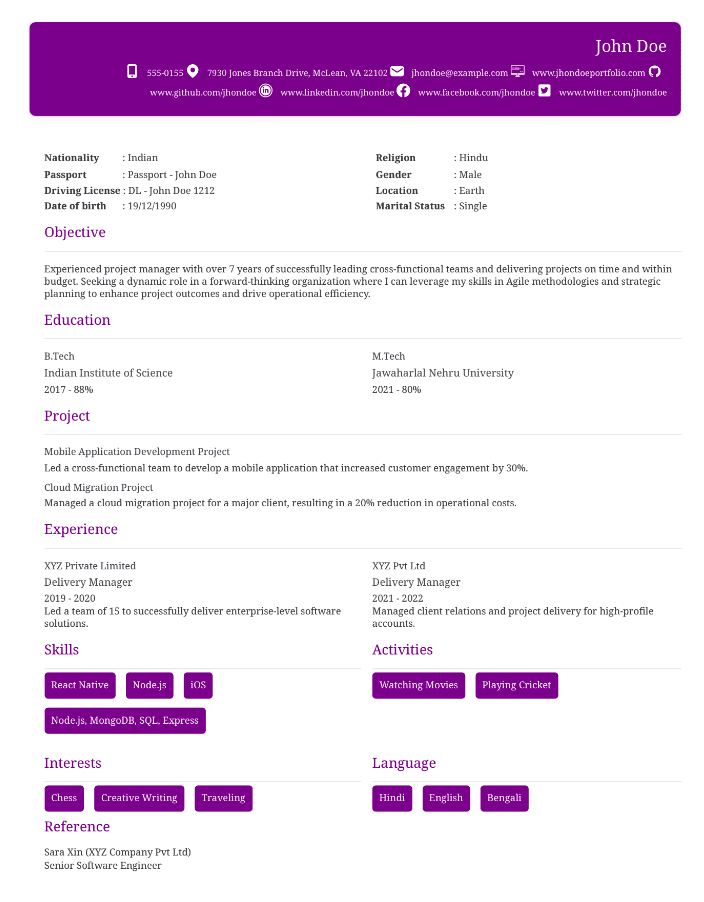 John Doe
555-0155 7930 Jones Branch Drive, McLean, VA 22102 jhondoe@example.com www.jhondoeportfolio.com
www.github.com/jhondoe www.linkedin.com/jhondoe www.facebook.com/jhondoe www.twitter.com/jhondoe
Nationality : Indian
Passport : Passport - John Doe
Driving License : DL - John Doe 1212
Date of birth : 19/12/1990
Religion : Hindu
Gender : Male
Location : Earth
Marital Status : Single
Objective
Experienced project manager with over 7 years of successfully leading cross-functional teams and delivering projects on time and within
budget. Seeking a dynamic role in a forward-thinking organization where I can leverage my skills in Agile methodologies and strategic
planning to enhance project outcomes and drive operational efficiency.
Education
B.Tech
Indian Institute of Science
2017 - 88%
M.Tech
Jawaharlal Nehru University
2021 - 80%
Project
Mobile Application Development Project
Led a cross-functional team to develop a mobile application that increased customer engagement by 30%.
Cloud Migration Project
Managed a cloud migration project for a major client, resulting in a 20% reduction in operational costs.
Experience
XYZ Private Limited
Delivery Manager
2019 - 2020
Led a team of 15 to successfully deliver enterprise-level software
solutions.
XYZ Pvt Ltd
Delivery Manager
2021 - 2022
Managed client relations and project delivery for high-profile
accounts.
Skills
React Native Node.js iOS
Node.js, MongoDB, SQL, Express
Activities
Watching Movies Playing Cricket
Interests
Chess Creative Writing Traveling
Language
Hindi English Bengali
Reference
Sara Xin (XYZ Company Pvt Ltd)
Senior Software Engineer